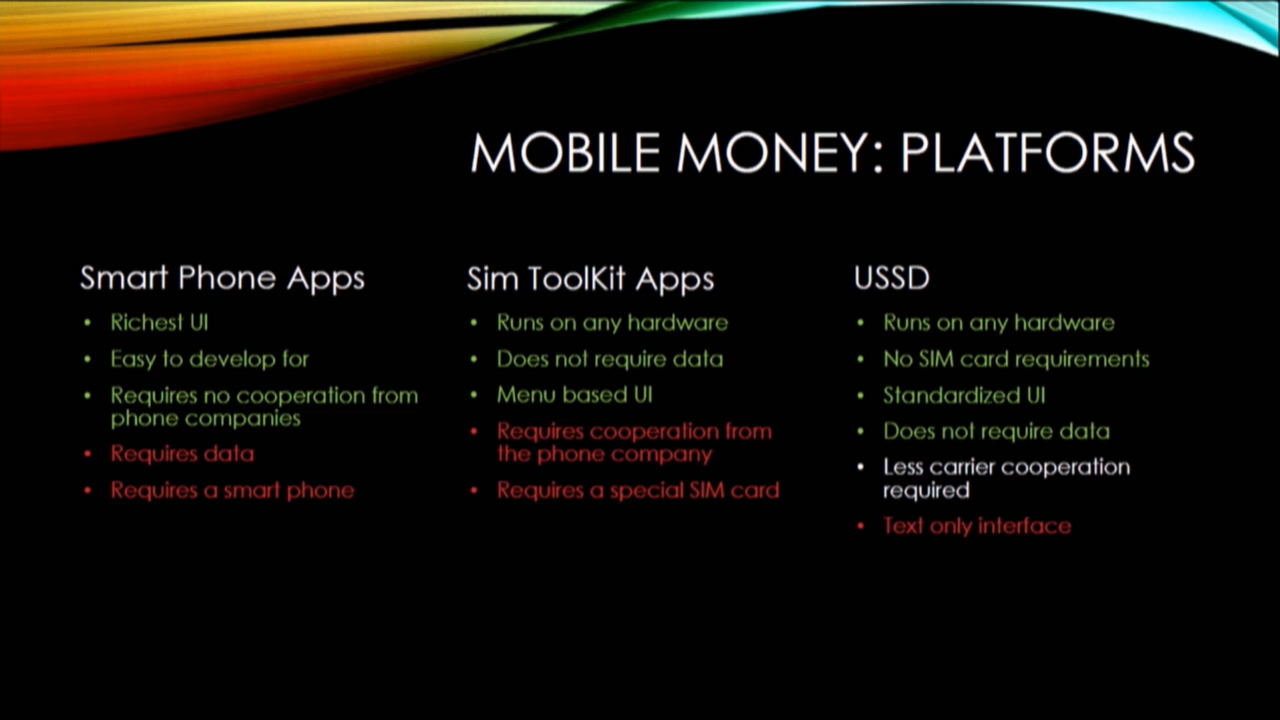 MOBILE MONEY: PLATFORMS
Smart Phone Apps
• Richest UI
• Easy to develop for
• Requires no cooperation from
phone companies
• Requires data
• Requires a smart phone
Sim ToolKit Apps
• Runs on any hardware
• Does not require data
• Menu based UI
• Requires cooperation from
the phone company
• Requires a special SIM card
USSD
• Runs on any hardware
• No SIM card requirements
• Standardized UI
• Does not require data
• Less carrier cooperation
required
• Text only interface